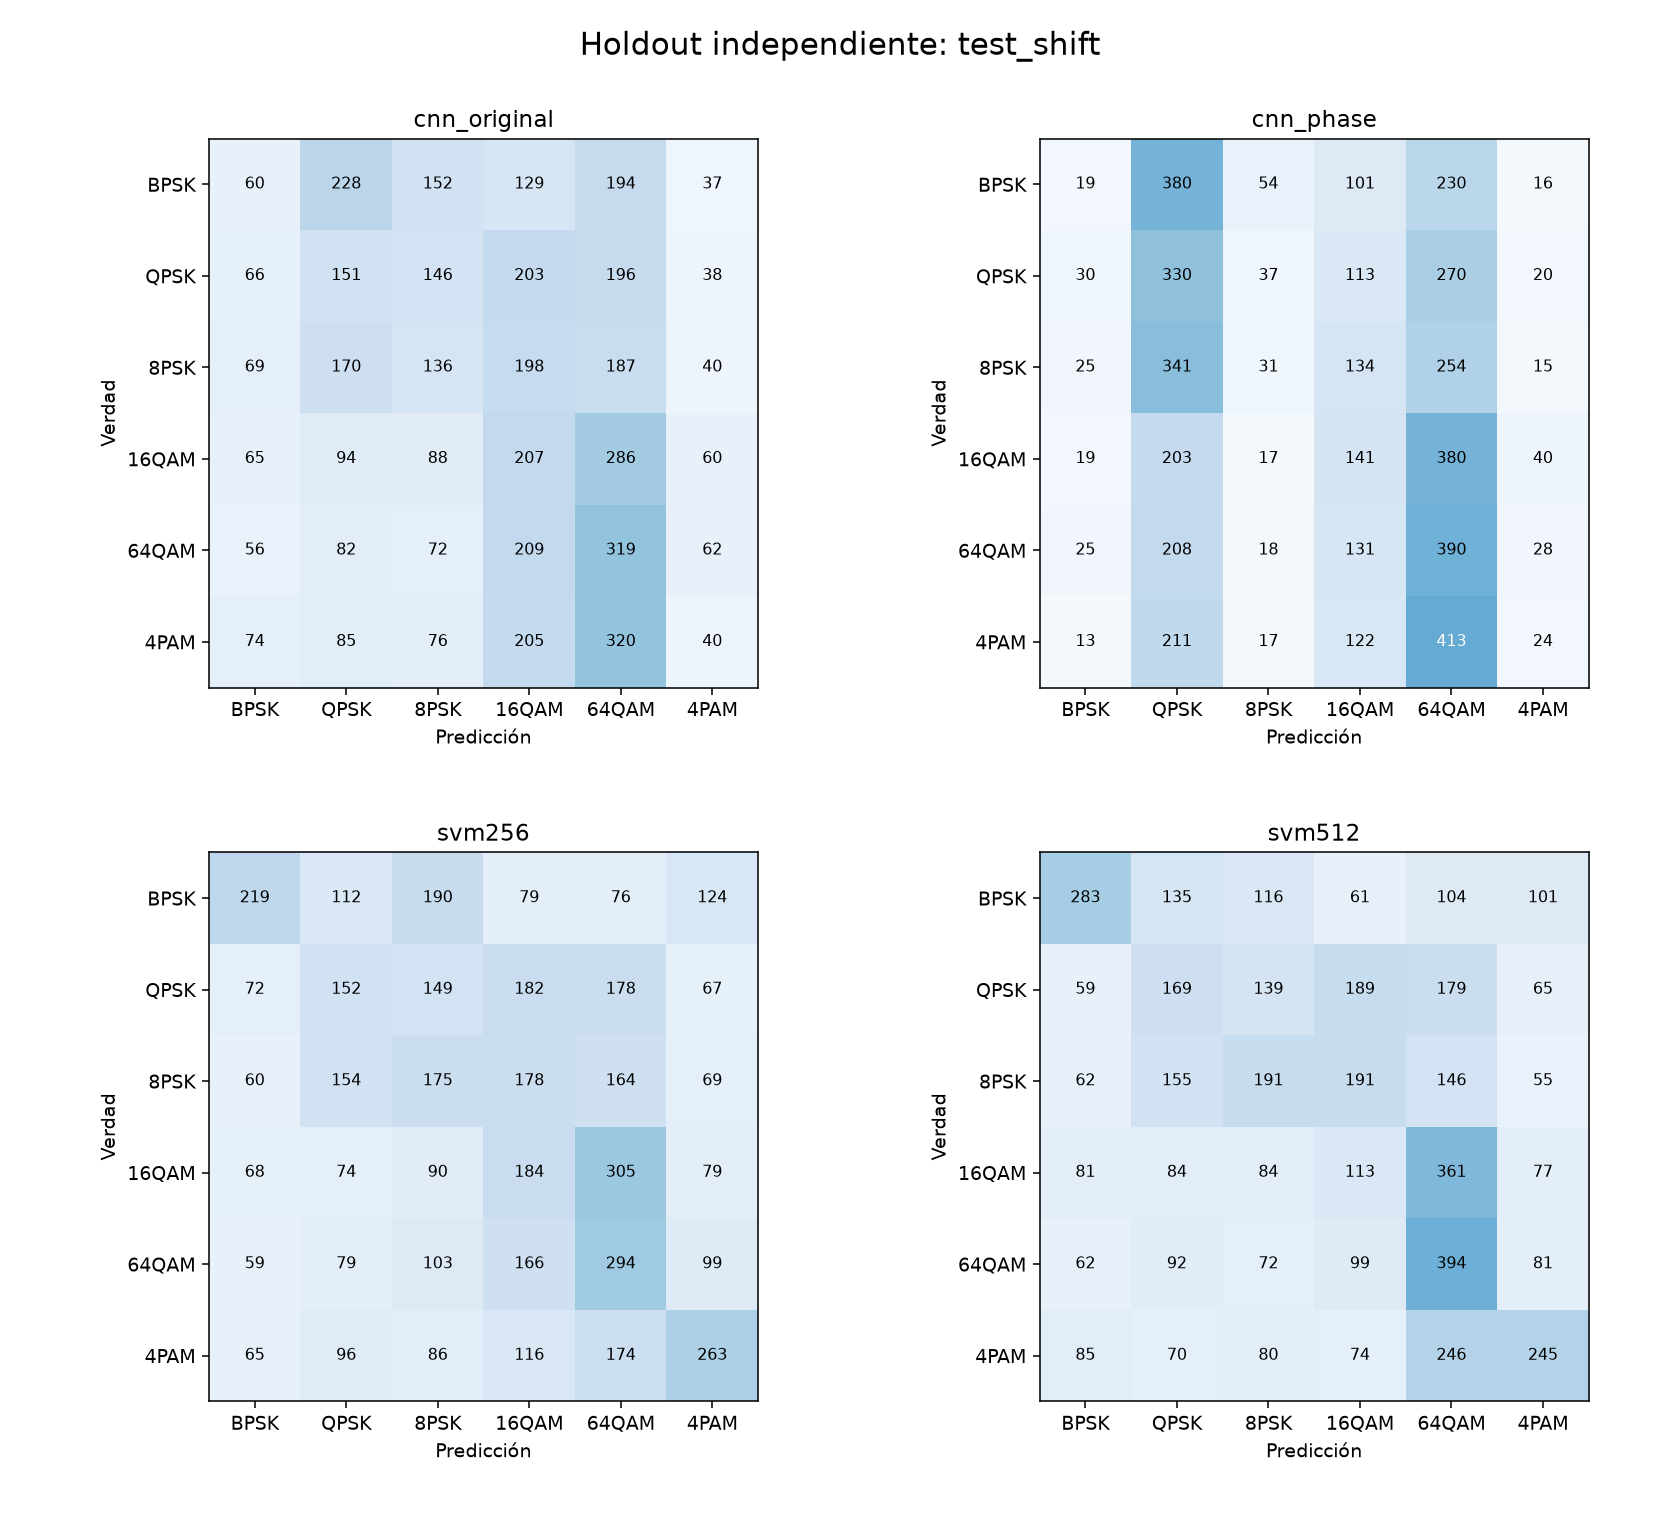 Holdout independiente: test_shift
cnn_original
Verdad
BPSK 60 228 152 129 194 37
QPSK 66 151 146 203 196 38
8PSK 69 170 136 198 187 40
16QAM 65 94 88 207 286 60
64QAM 56 82 72 209 319 62
4PAM 74 85 76 205 320 40
BPSK QPSK 8PSK 16QAM 64QAM 4PAM
Predicción
cnn_phase
Verdad
BPSK 19 380 54 101 230 16
QPSK 30 330 37 113 270 20
8PSK 25 341 31 134 254 15
16QAM 19 203 17 141 380 40
64QAM 25 208 18 131 390 28
4PAM 13 211 17 122 413 24
BPSK QPSK 8PSK 16QAM 64QAM 4PAM
Predicción
svm256
Verdad
BPSK 219 112 190 79 76 124
QPSK 72 152 149 182 178 67
8PSK 60 154 175 178 164 69
16QAM 68 74 90 184 305 79
64QAM 59 79 103 166 294 99
4PAM 65 96 86 116 174 263
BPSK QPSK 8PSK 16QAM 64QAM 4PAM
Predicción
svm512
Verdad
BPSK 283 135 116 61 104 101
QPSK 59 169 139 189 179 65
8PSK 62 155 191 191 146 55
16QAM 81 84 84 113 361 77
64QAM 62 92 72 99 394 81
4PAM 85 70 80 74 246 245
BPSK QPSK 8PSK 16QAM 64QAM 4PAM
Predicción